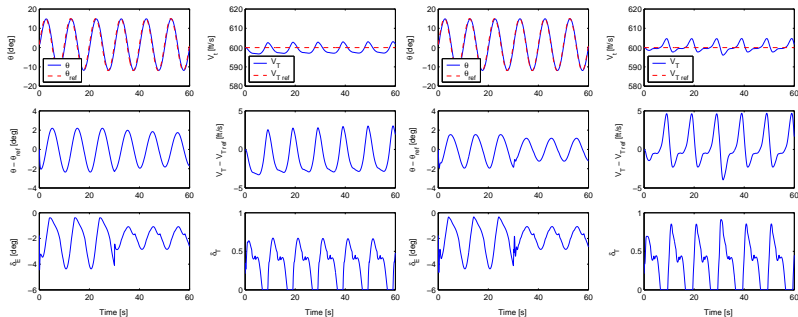 20
10
0
-10
-20
0 20 40 60
θ [deg]
θ
θ_ref
620
610
600
590
580
0 20 40 60
V_t [ft/s]
V_T
V_T ref
20
10
0
-10
-20
0 20 40 60
θ [deg]
θ
θ_ref
620
610
600
590
580
0 20 40 60
V_t [ft/s]
V_T
V_T ref
4
2
0
-2
-4
0 20 40 60
θ − θ_ref [deg]
5
0
-5
0 20 40 60
V_T − V_T ref [ft/s]
4
2
0
-2
-4
0 20 40 60
θ − θ_ref [deg]
5
0
-5
0 20 40 60
V_T − V_T ref [ft/s]
0
-2
-4
-6
0 20 40 60
δ_E [deg]
Time [s]
1
0.5
0
0 20 40 60
δ_T
Time [s]
0
-2
-4
-6
0 20 40 60
δ_E [deg]
Time [s]
1
0.5
0
0 20 40 60
δ_T
Time [s]